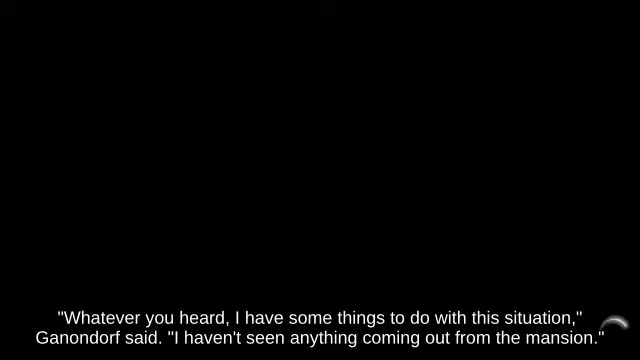 "Whatever you heard, I have some things to do with this situation,"
Ganondorf said. "I haven't seen anything coming out from the mansion."